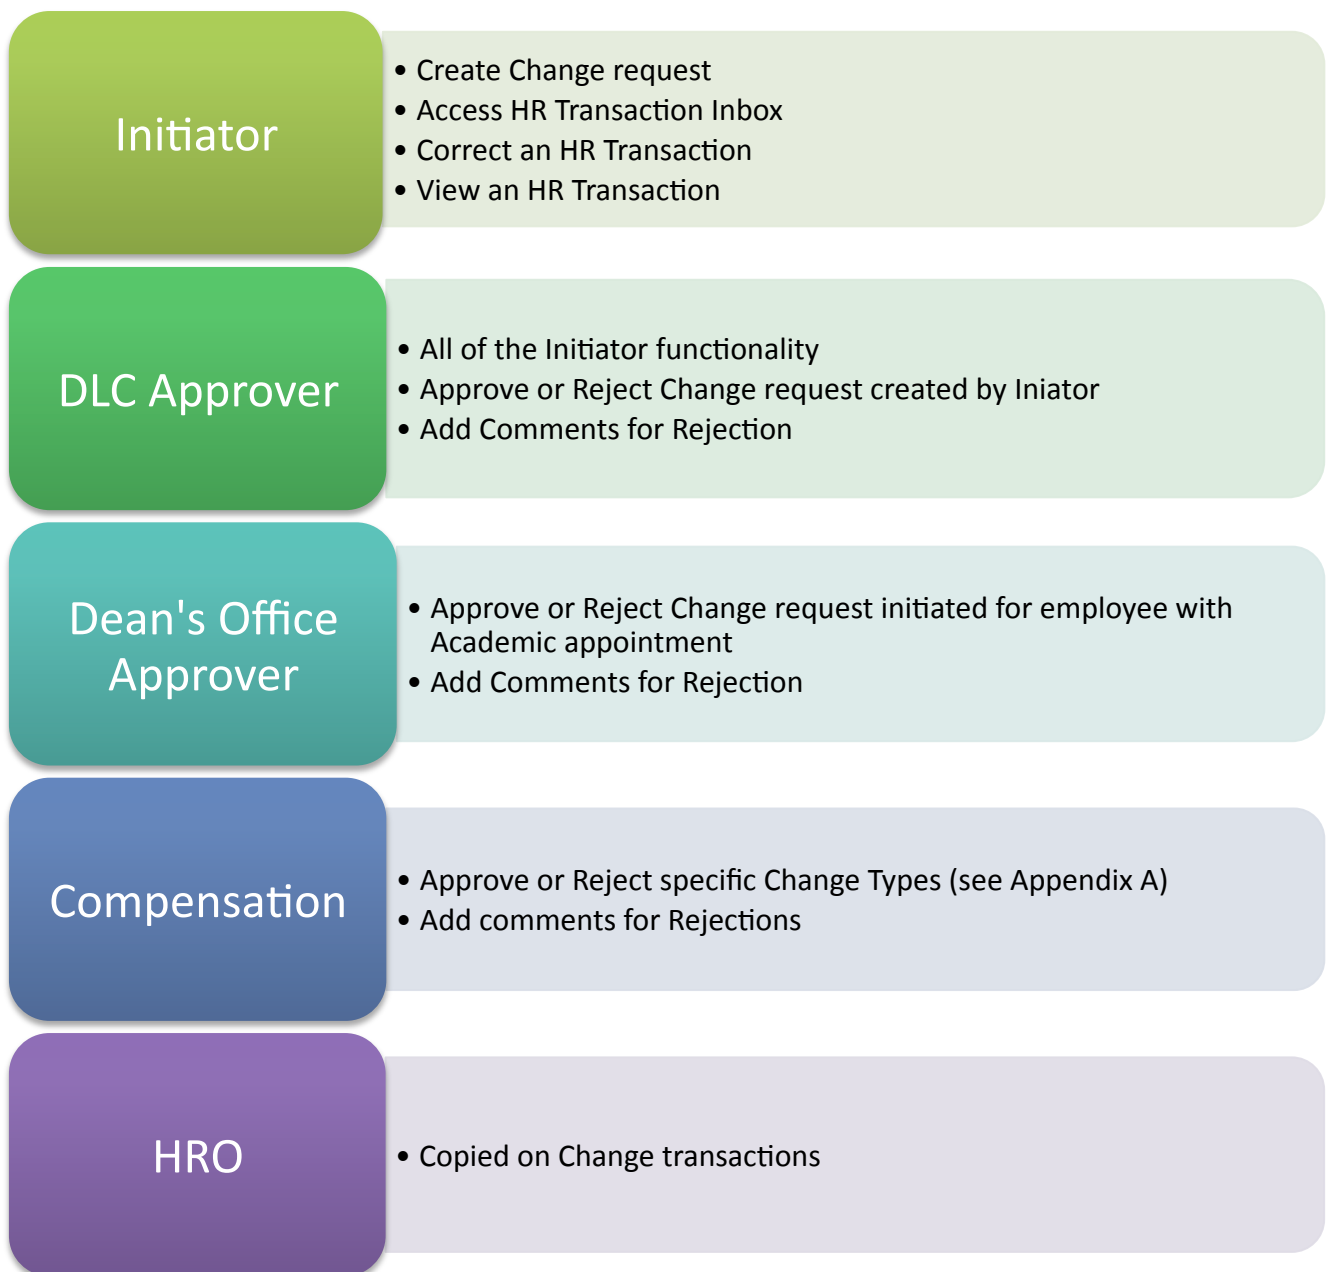 Initiator
• Create Change request
• Access HR Transaction Inbox
• Correct an HR Transaction
• View an HR Transaction
DLC Approver
• All of the Initiator functionality
• Approve or Reject Change request created by Iniator
• Add Comments for Rejection
Dean's Office
Approver
• Approve or Reject Change request initiated for employee with
Academic appointment
• Add Comments for Rejection
Compensation
• Approve or Reject specific Change Types (see Appendix A)
• Add comments for Rejections
HRO
• Copied on Change transactions